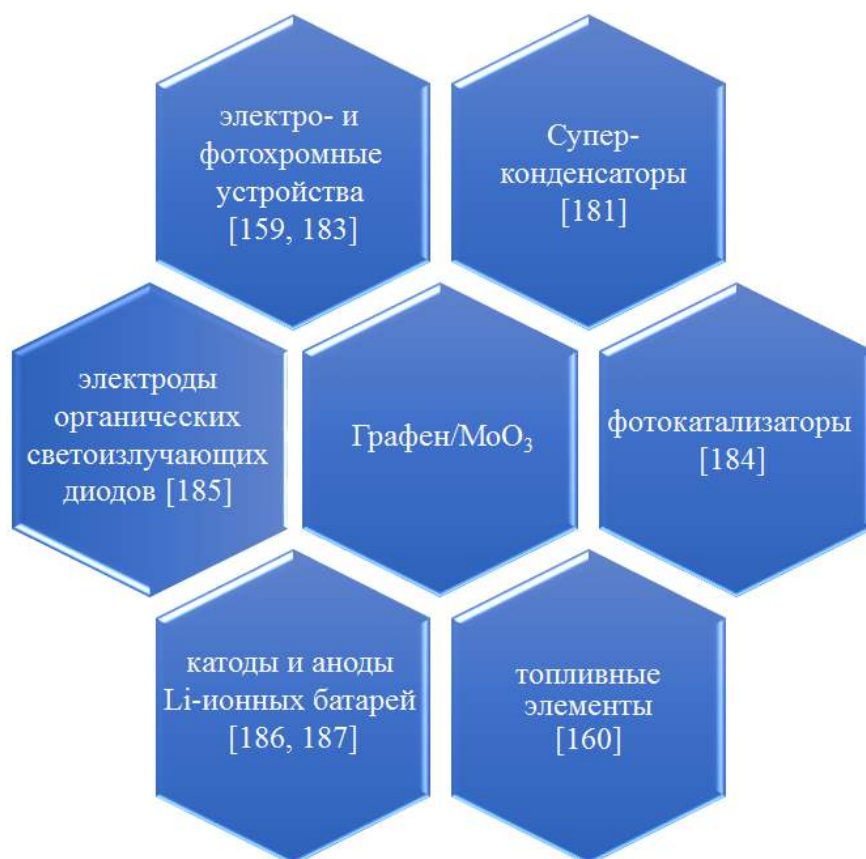 электро- и
фотохромные
устройства
[159, 183]
Супер-
конденсаторы
[181]
электроды
органических
светоизлучающих
диодов [185]
Графен/MoO₃
фотокатализаторы
[184]
катоды и аноды
Li-ионных батарей
[186, 187]
топливные
элементы
[160]